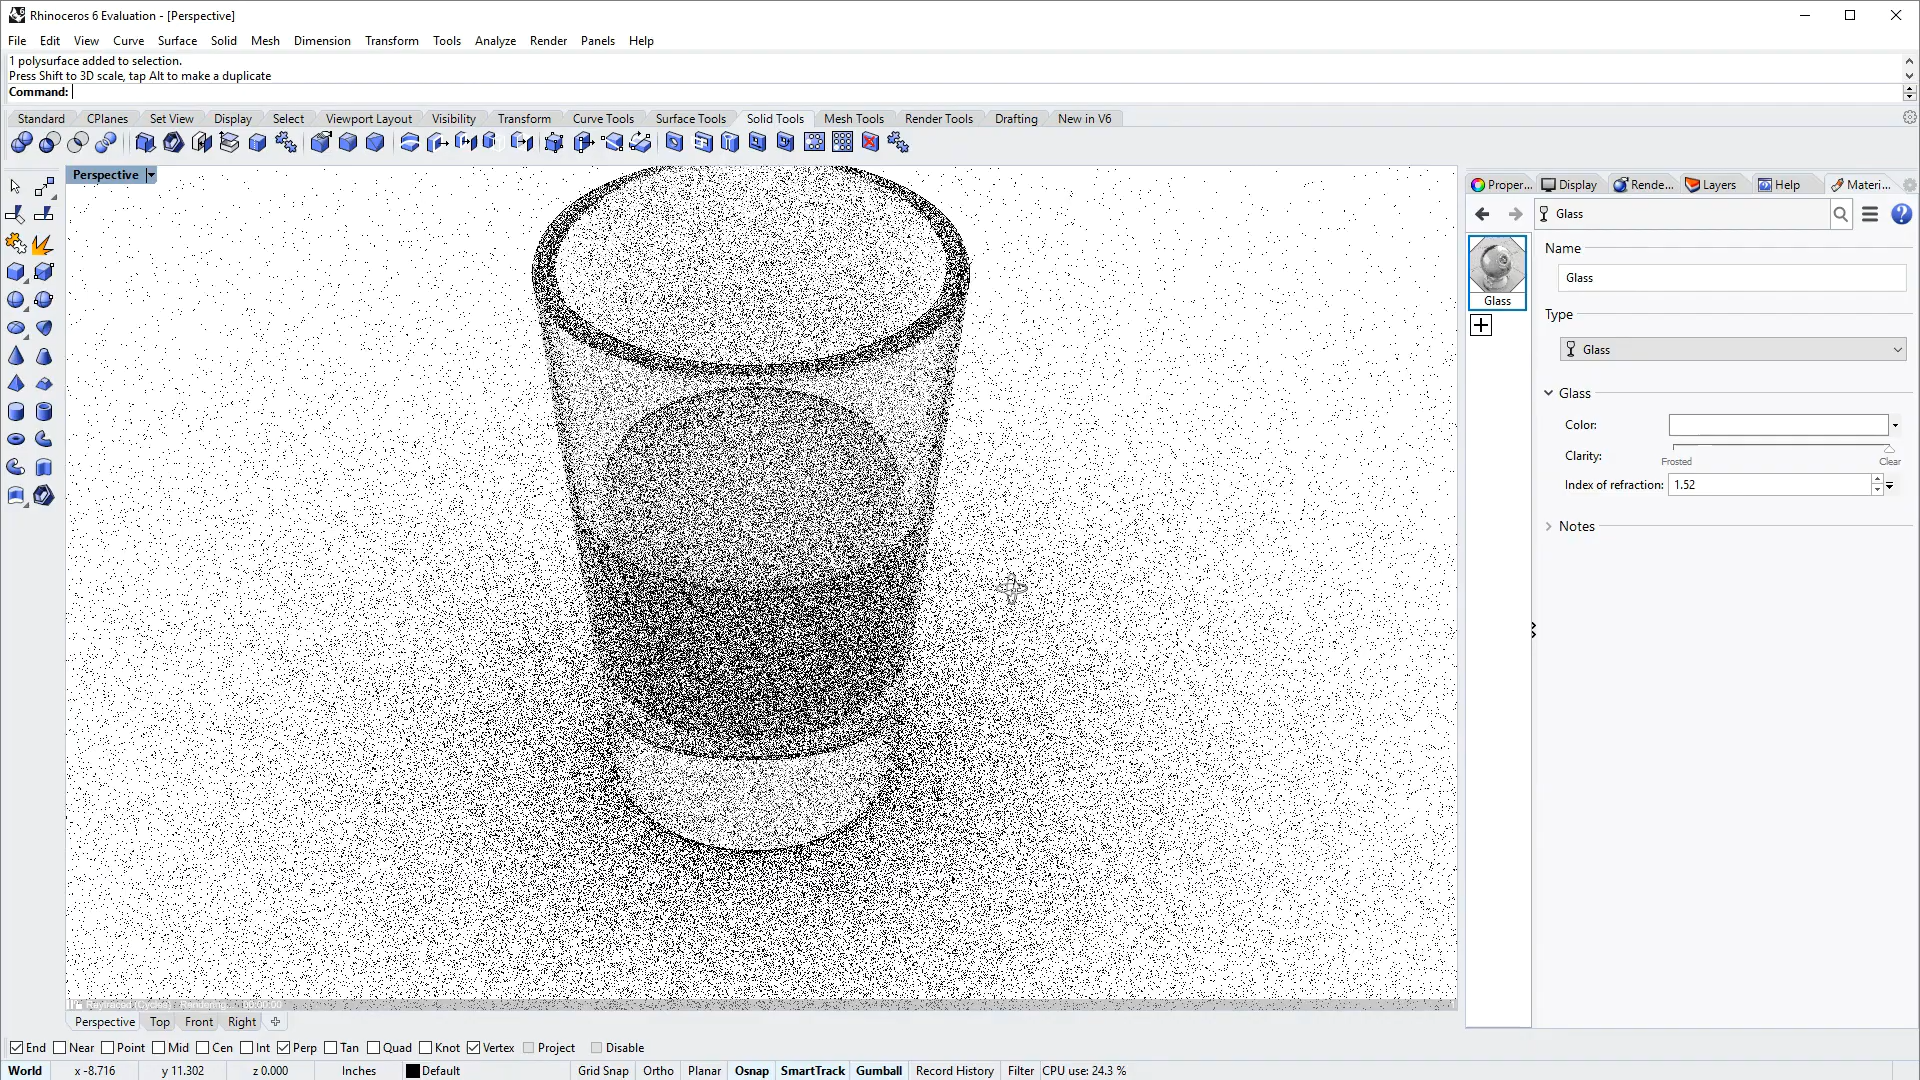 Rhinoceros 6 Evaluation - [Perspective]
File Edit View Curve Surface Solid Mesh Dimension Transform Tools Analyze Render Panels Help
1 polysurface added to selection.
Press Shift to 3D scale, tap Alt to make a duplicate
Command:
Standard CPlanes Set View Display Select Viewport Layout Visibility Transform Curve Tools Surface Tools Solid Tools Mesh Tools Render Tools Drafting New in V6
Perspective
Proper... Display Rende... Layers Help Materi...
Glass
Name
Glass
Glass
Type
Glass
Glass
Color:
Clarity:
Frosted Clear
Index of refraction: 1.52
Notes
Perspective Top Front Right
End Near Point Mid Cen Int Perp Tan Quad Knot Vertex Project Disable
World x -8.716 y 11.302 z 0.000 Inches Default Grid Snap Ortho Planar Osnap SmartTrack Gumball Record History Filter CPU use: 24.3 %